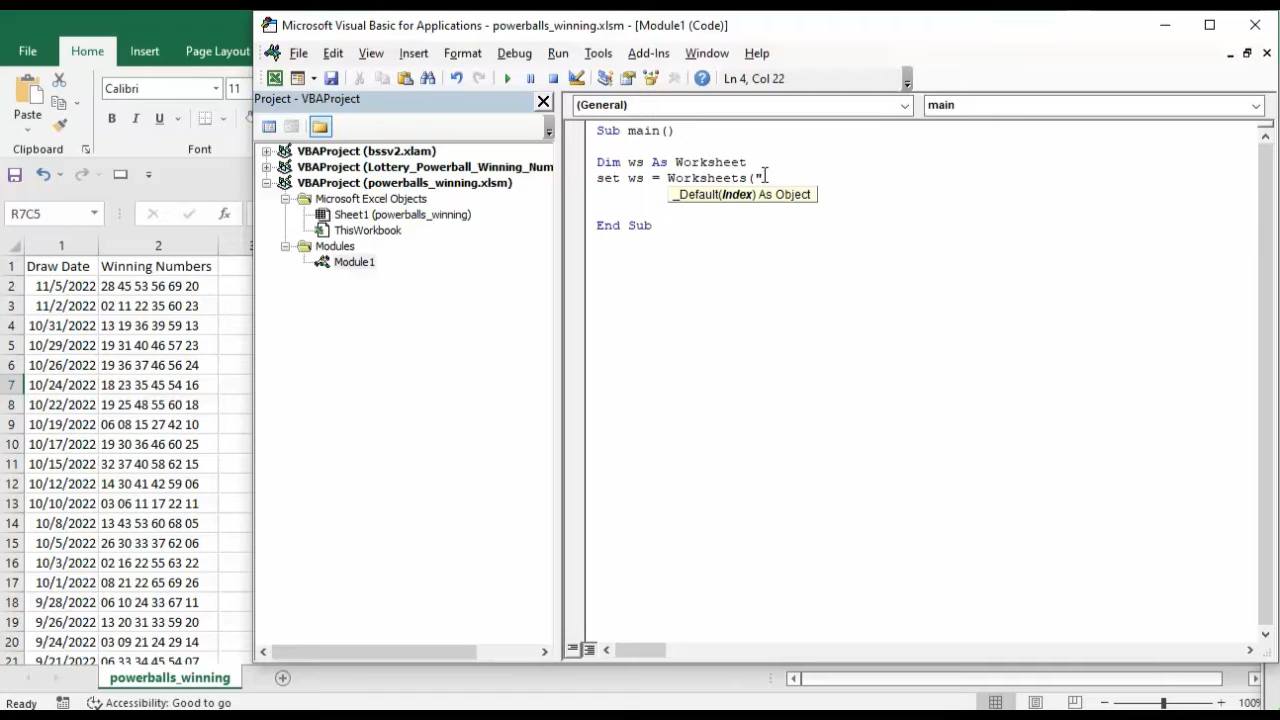 Microsoft Visual Basic for Applications - powerballs_winning.xlsm - [Module1 (Code)]
File Home Insert Page Layout
File Edit View Insert Format Debug Run Tools Add-Ins Window Help
Ln 4, Col 22
Paste
Calibri 11
B I U
Font
Project - VBAProject
VBAProject (bssv2.xlam)
VBAProject (Lottery_Powerball_Winning_Num
VBAProject (powerballs_winning.xlsm)
Microsoft Excel Objects
Sheet1 (powerballs_winning)
ThisWorkbook
Modules
Module1
(General) main
Sub main()
Dim ws As Worksheet
set ws = Worksheets("
_Default(Index) As Object
End Sub
R7C5 fx
1 2 3
1 Draw Date Winning Numbers
2 11/5/2022 28 45 53 56 69 20
3 11/2/2022 02 11 22 35 60 23
4 10/31/2022 13 19 36 39 59 13
5 10/29/2022 19 31 40 46 57 23
6 10/26/2022 19 36 37 46 56 24
7 10/24/2022 18 23 35 45 54 16
8 10/22/2022 19 25 48 55 60 18
9 10/19/2022 06 08 15 27 42 10
10 10/17/2022 19 30 36 46 60 25
11 10/15/2022 32 37 40 58 62 15
12 10/12/2022 14 30 41 42 59 06
13 10/10/2022 03 06 11 17 22 11
14 10/8/2022 13 43 53 60 68 05
15 10/5/2022 26 30 33 37 62 06
16 10/3/2022 02 16 22 55 63 22
17 10/1/2022 08 21 22 65 69 26
18 9/28/2022 06 10 24 33 67 11
19 9/26/2022 13 20 31 33 59 20
20 9/24/2022 03 09 21 24 29 14
21 9/21/2022 06 33 34 45 54 07
powerballs_winning
Ready Accessibility: Good to go 100%